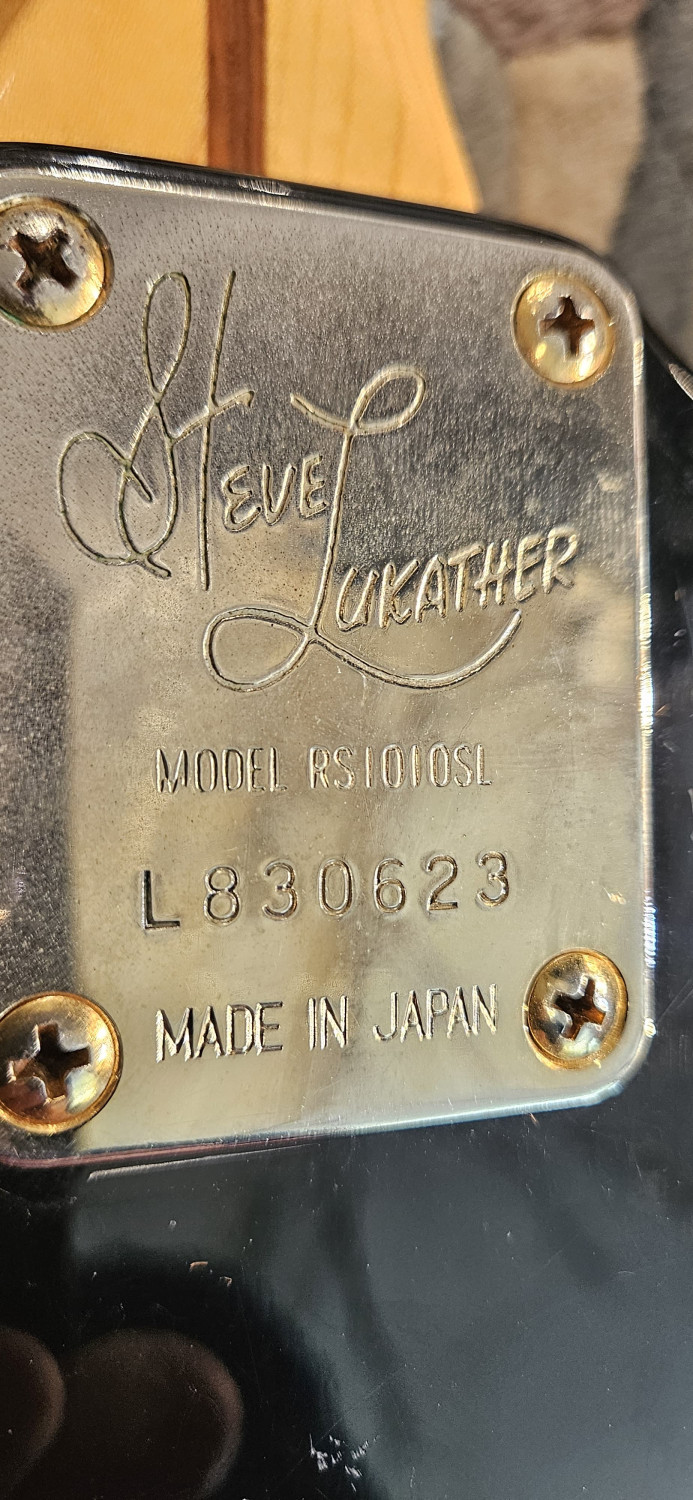 Steve Lukather
MODEL RS1010SL
L830623
MADE IN JAPAN